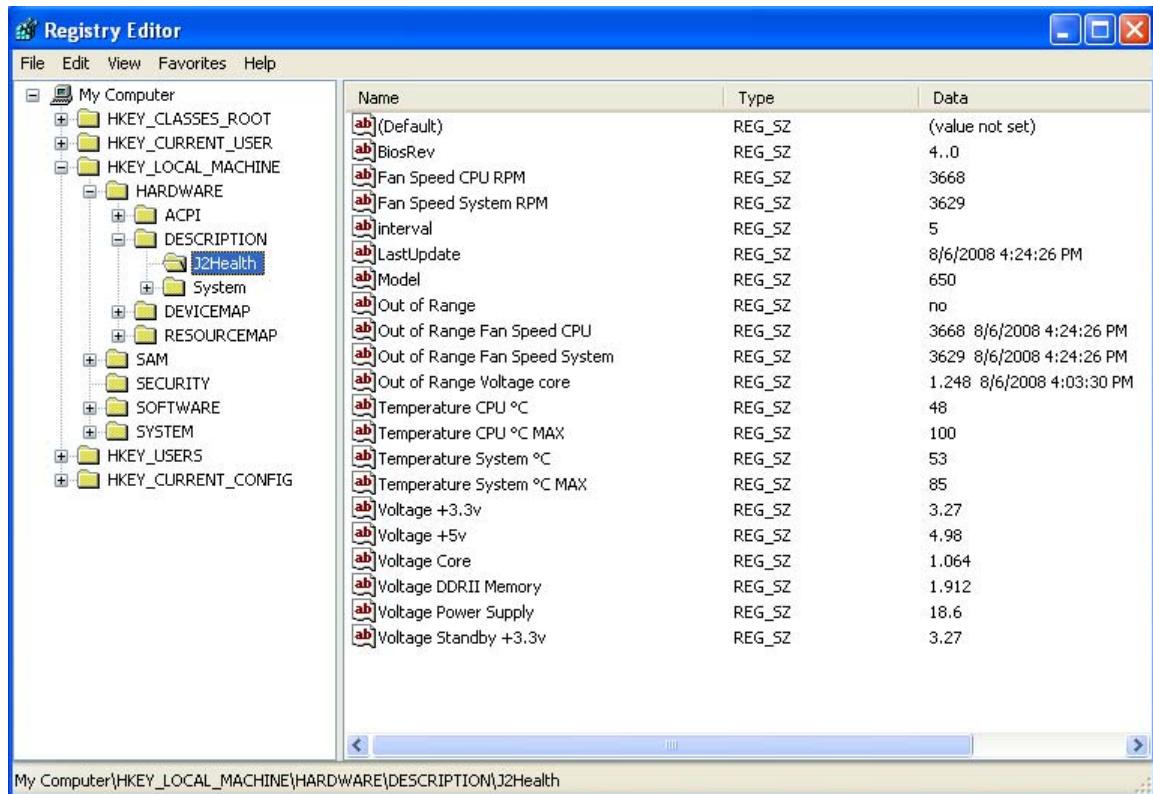 Registry Editor
File Edit View Favorites Help
My Computer
HKEY_CLASSES_ROOT
HKEY_CURRENT_USER
HKEY_LOCAL_MACHINE
HARDWARE
ACPI
DESCRIPTION
J2Health
System
DEVICEMAP
RESOURCEMAP
SAM
SECURITY
SOFTWARE
SYSTEM
HKEY_USERS
HKEY_CURRENT_CONFIG
Name Type Data
(Default) REG_SZ (value not set)
BiosRev REG_SZ 4..0
Fan Speed CPU RPM REG_SZ 3668
Fan Speed System RPM REG_SZ 3629
interval REG_SZ 5
LastUpdate REG_SZ 8/6/2008 4:24:26 PM
Model REG_SZ 650
Out of Range REG_SZ no
Out of Range Fan Speed CPU REG_SZ 3668 8/6/2008 4:24:26 PM
Out of Range Fan Speed System REG_SZ 3629 8/6/2008 4:24:26 PM
Out of Range Voltage core REG_SZ 1.248 8/6/2008 4:03:30 PM
Temperature CPU °C REG_SZ 48
Temperature CPU °C MAX REG_SZ 100
Temperature System °C REG_SZ 53
Temperature System °C MAX REG_SZ 85
Voltage +3.3v REG_SZ 3.27
Voltage +5v REG_SZ 4.98
Voltage Core REG_SZ 1.064
Voltage DDRII Memory REG_SZ 1.912
Voltage Power Supply REG_SZ 18.6
Voltage Standby +3.3v REG_SZ 3.27
My Computer\HKEY_LOCAL_MACHINE\HARDWARE\DESCRIPTION\J2Health